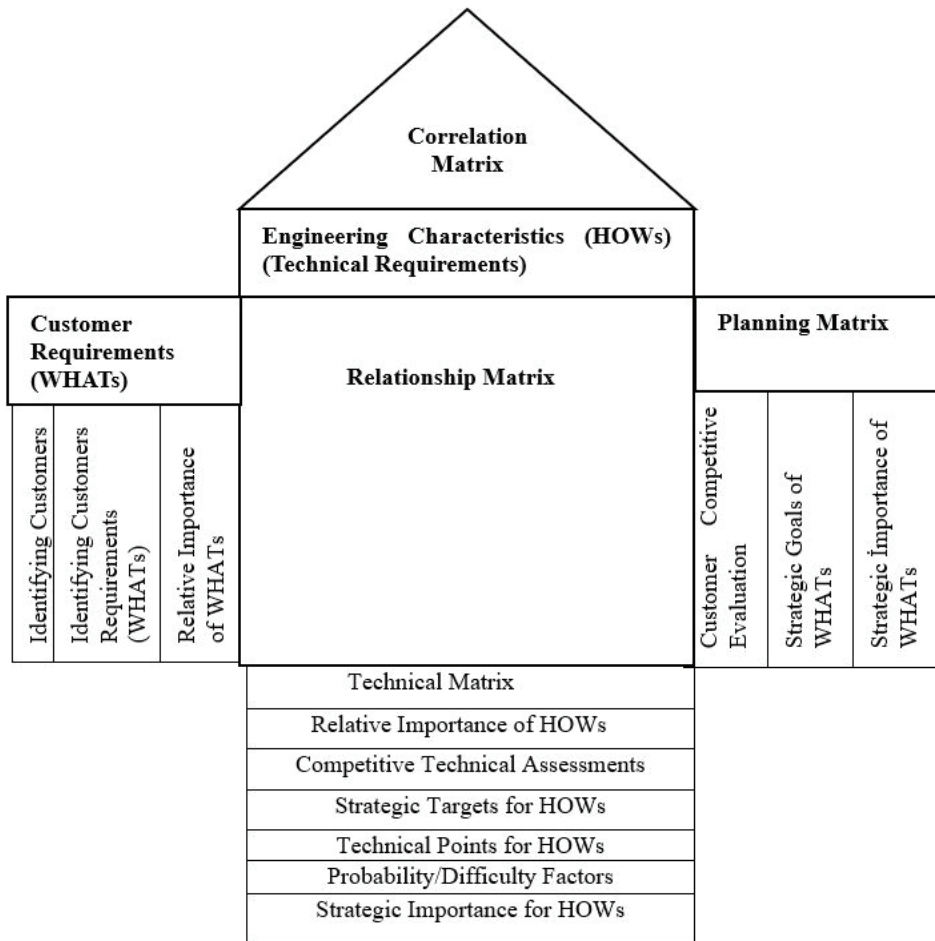 Correlation
Matrix
Engineering Characteristics (HOWs)
(Technical Requirements)
Customer
Requirements
(WHATs)
Relationship Matrix
Planning Matrix
Identifying Customers
Identifying Customers
Requirements
(WHATs)
Relative Importance
of WHATs
Customer Competitive
Evaluation
Strategic Goals of
WHATs
Strategic İmportance of
WHATs
Technical Matrix
Relative Importance of HOWs
Competitive Technical Assessments
Strategic Targets for HOWs
Technical Points for HOWs
Probability/Difficulty Factors
Strategic Importance for HOWs